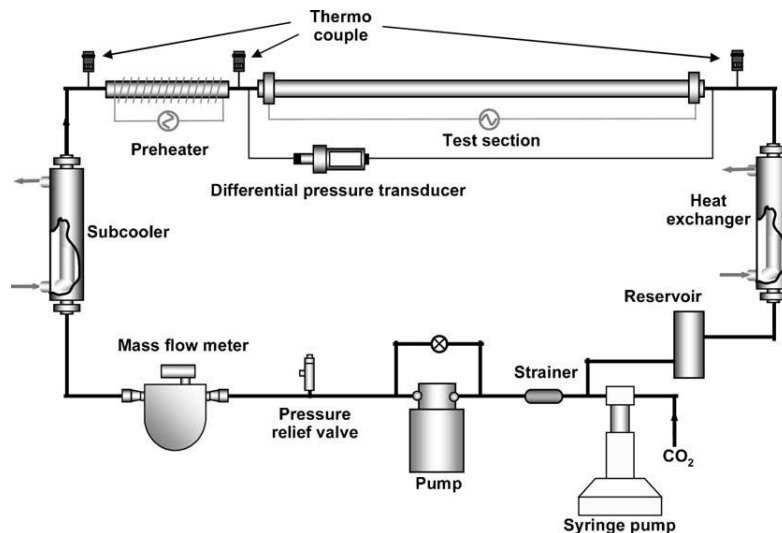 Thermo
couple
Preheater
Test section
Differential pressure transducer
Subcooler
Heat
exchanger
Reservoir
Mass flow meter
Strainer
Pressure
relief valve
Pump
CO₂
Syringe pump